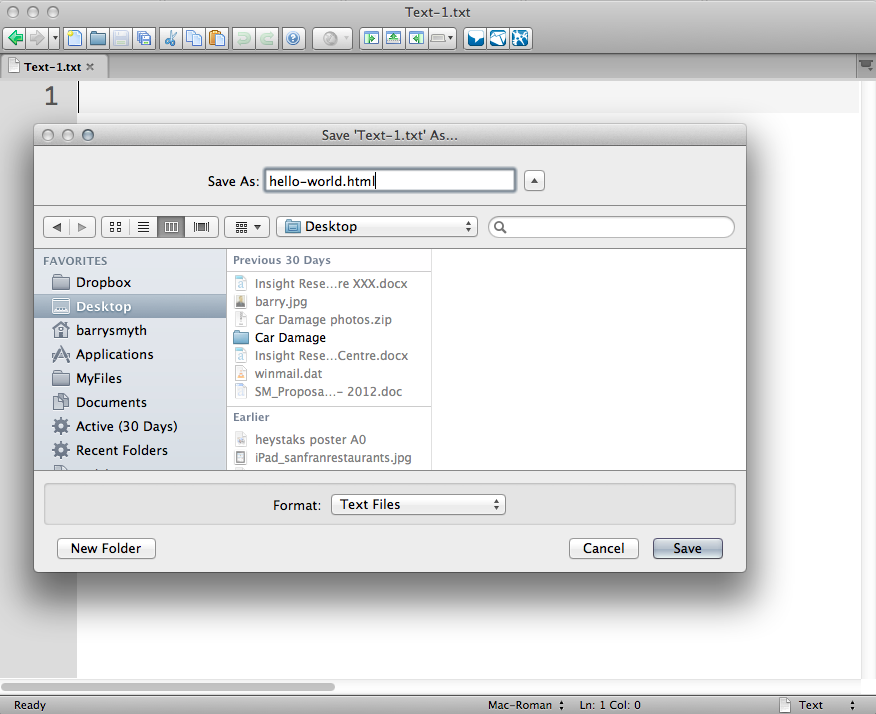 Text-1.txt
Text-1.txt
1
Save 'Text-1.txt' As...
Save As: hello-world.html
Desktop
FAVORITES
Dropbox
Desktop
barrysmyth
Applications
MyFiles
Documents
Active (30 Days)
Recent Folders
Previous 30 Days
Insight Rese...re XXX.docx
barry.jpg
Car Damage photos.zip
Car Damage
Insight Rese...Centre.docx
winmail.dat
SM_Proposa...– 2012.doc
Earlier
heystaks poster A0
iPad_sanfranrestaurants.jpg
Format: Text Files
New Folder Cancel Save
Ready Mac-Roman Ln: 1 Col: 0 Text